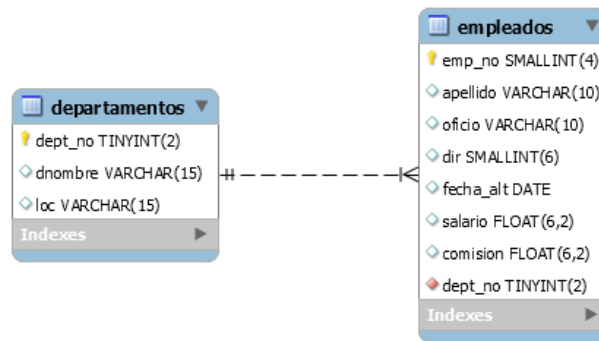 departamentos
dept_no TINYINT(2)
dnombre VARCHAR(15)
loc VARCHAR(15)
Indexes
empleados
emp_no SMALLINT(4)
apellido VARCHAR(10)
oficio VARCHAR(10)
dir SMALLINT(6)
fecha_alt DATE
salario FLOAT(6,2)
comision FLOAT(6,2)
dept_no TINYINT(2)
Indexes